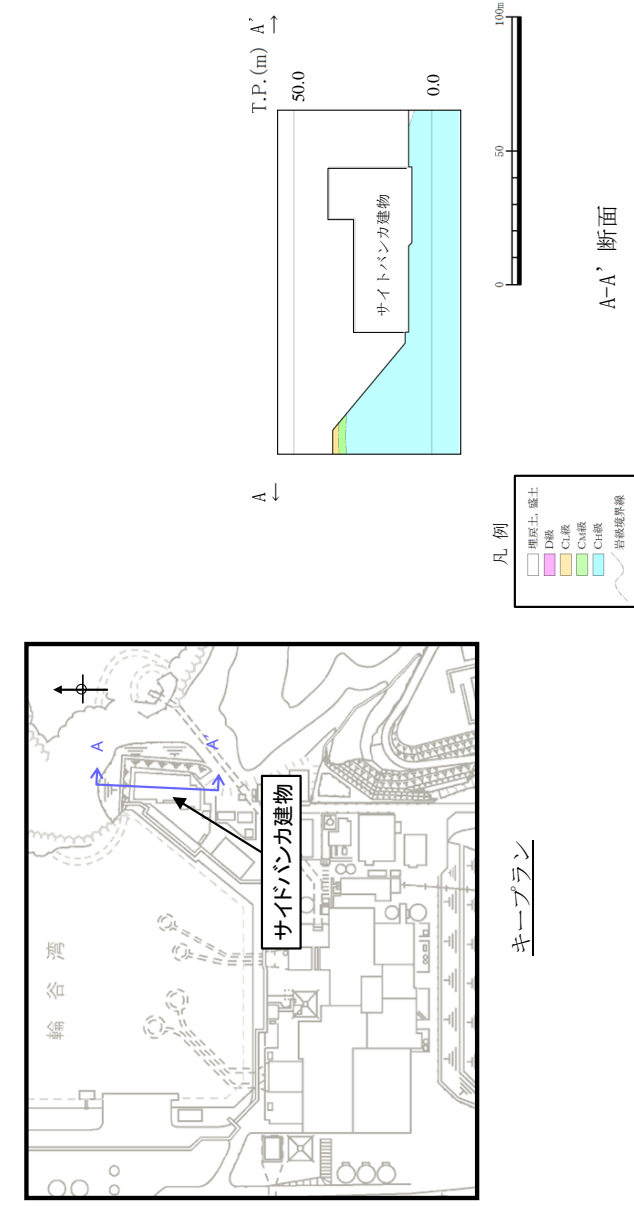 A'
→
T.P.(m)
50.0
0.0
A
←
サイトバンカ建物
100m
50
0
A-A' 断面
凡 例
埋戻土, 盛土
D級
CL級
CM級
CH級
岩級境界線
輪 谷 湾
A
A'
サイドバンカ建物
キープラン